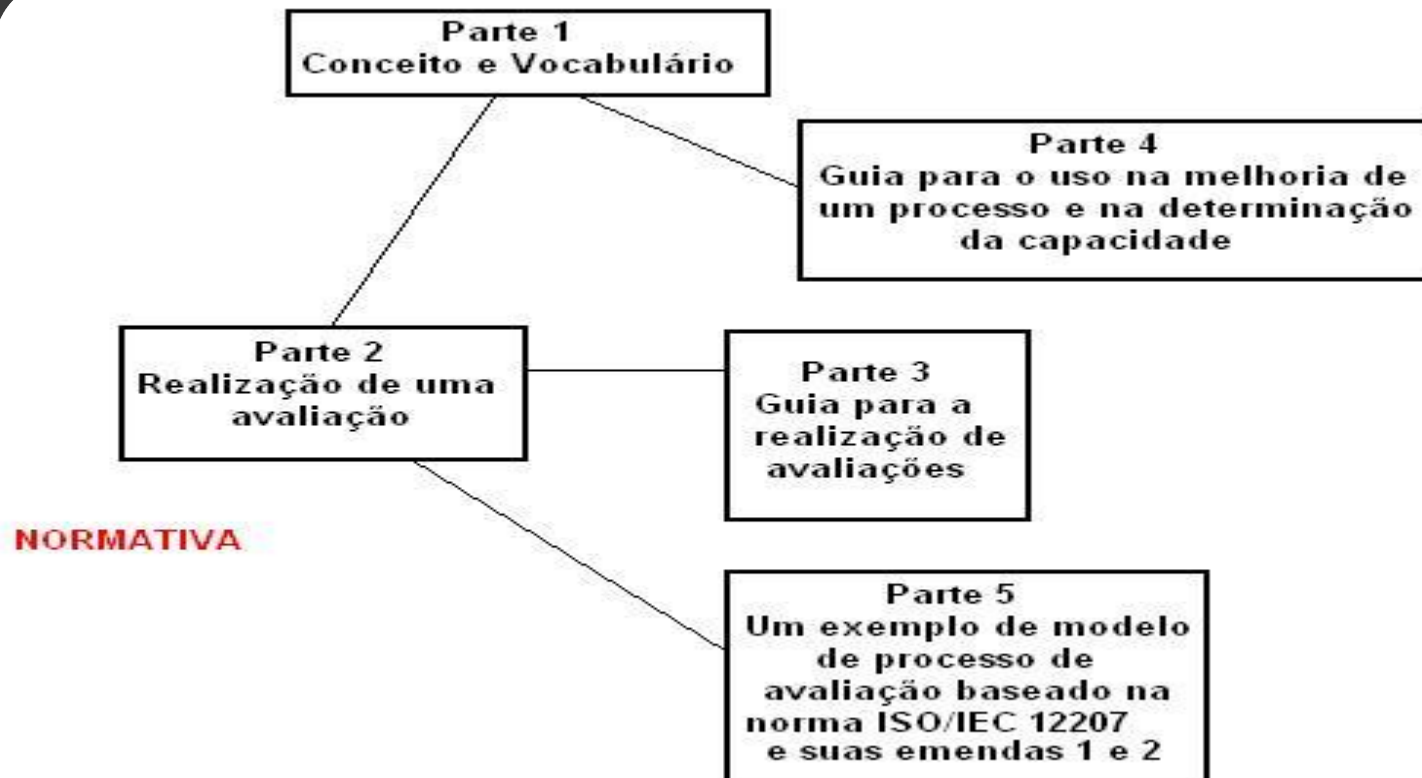 Parte 1
Conceito e Vocabulário
Parte 4
Guia para o uso na melhoria de
um processo e na determinação
da capacidade
Parte 2
Realização de uma
avaliação
Parte 3
Guia para a
realização de
avaliações
NORMATIVA
Parte 5
Um exemplo de modelo
de processo de
avaliação baseado na
norma ISO/IEC 12207
e suas emendas 1 e 2